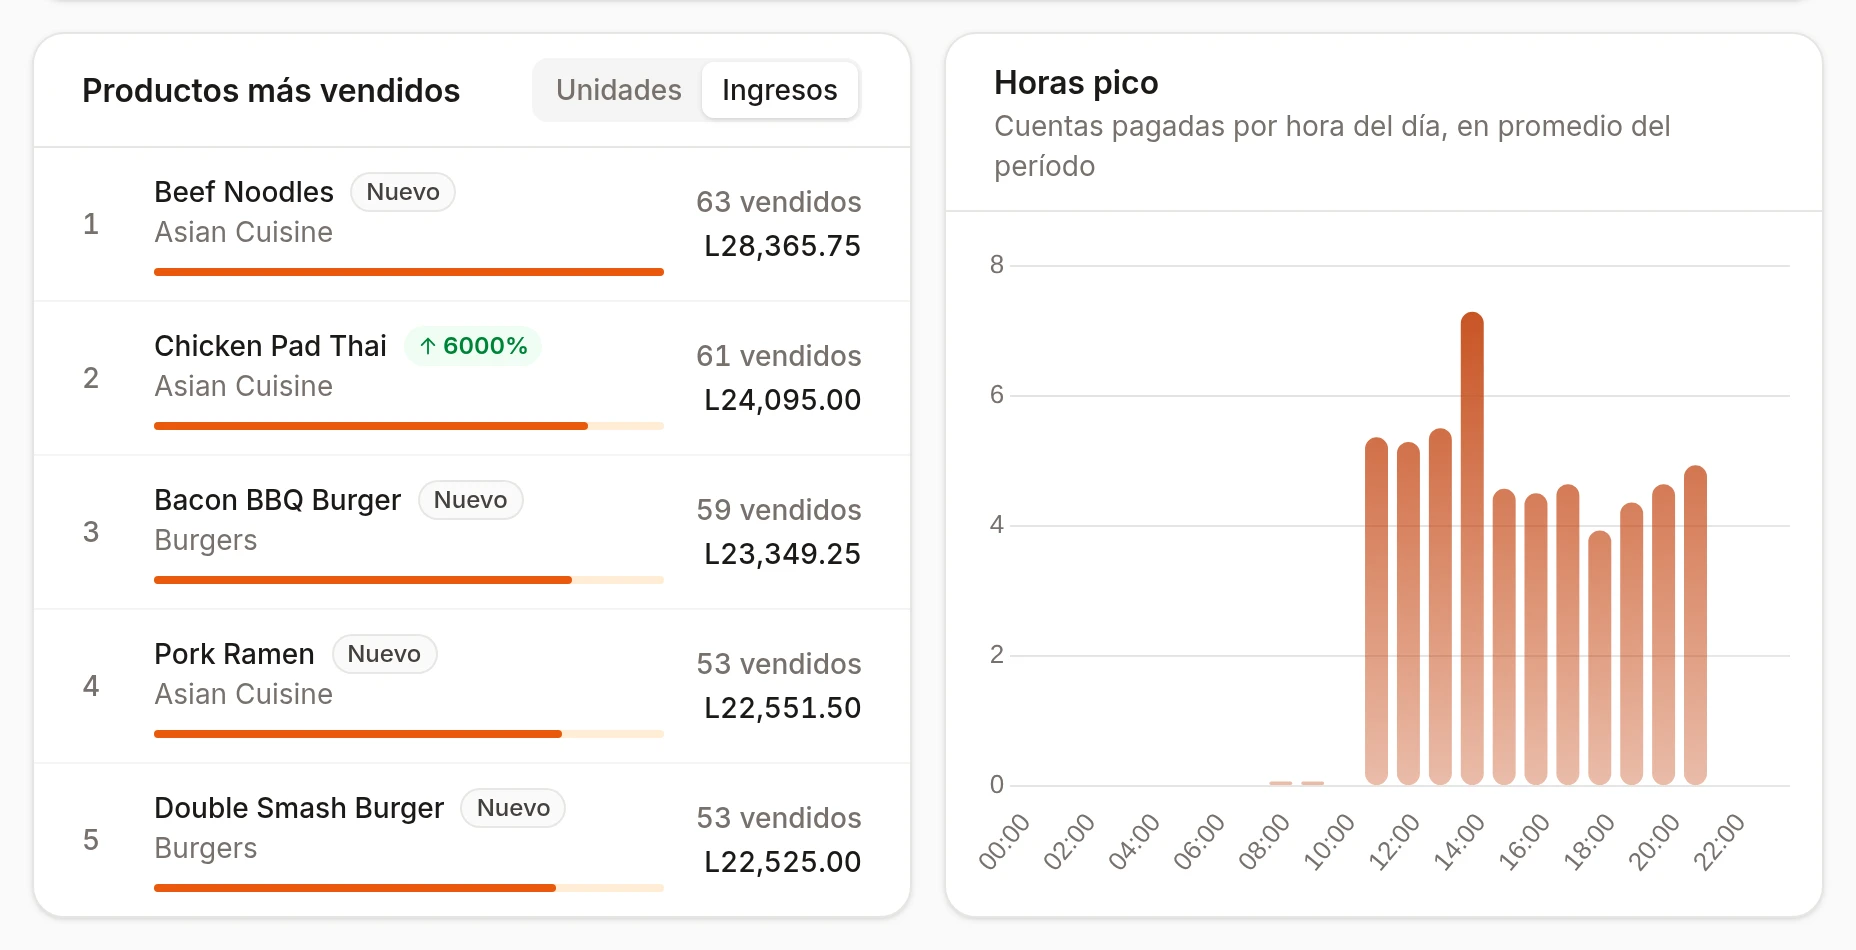 Productos más vendidos
Unidades
Ingresos
1
Beef Noodles
Nuevo
Asian Cuisine
63 vendidos
L28,365.75
2
Chicken Pad Thai
↑ 6000%
Asian Cuisine
61 vendidos
L24,095.00
3
Bacon BBQ Burger
Nuevo
Burgers
59 vendidos
L23,349.25
4
Pork Ramen
Nuevo
Asian Cuisine
53 vendidos
L22,551.50
5
Double Smash Burger
Nuevo
Burgers
53 vendidos
L22,525.00
Horas pico
Cuentas pagadas por hora del día, en promedio del
período
8
6
4
2
0
00:00
02:00
04:00
06:00
08:00
10:00
12:00
14:00
16:00
18:00
20:00
22:00